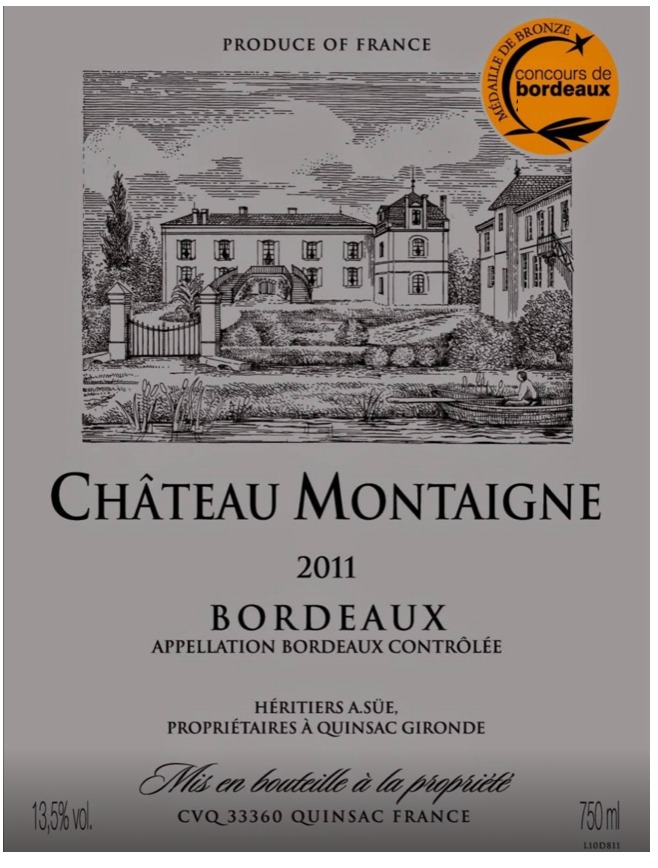 PRODUCE OF FRANCE
MÉDAILLE DE BRONZE
concours de
bordeaux
CHÂTEAU MONTAIGNE
2011
BORDEAUX
APPELLATION BORDEAUX CONTRÔLÉE
HÉRITIERS A.SÜE,
PROPRIÉTAIRES À QUINSAC GIRONDE
Mis en bouteille à la propriété
13,5% vol.
CVQ 33360 QUINSAC FRANCE
750 ml
L10D811